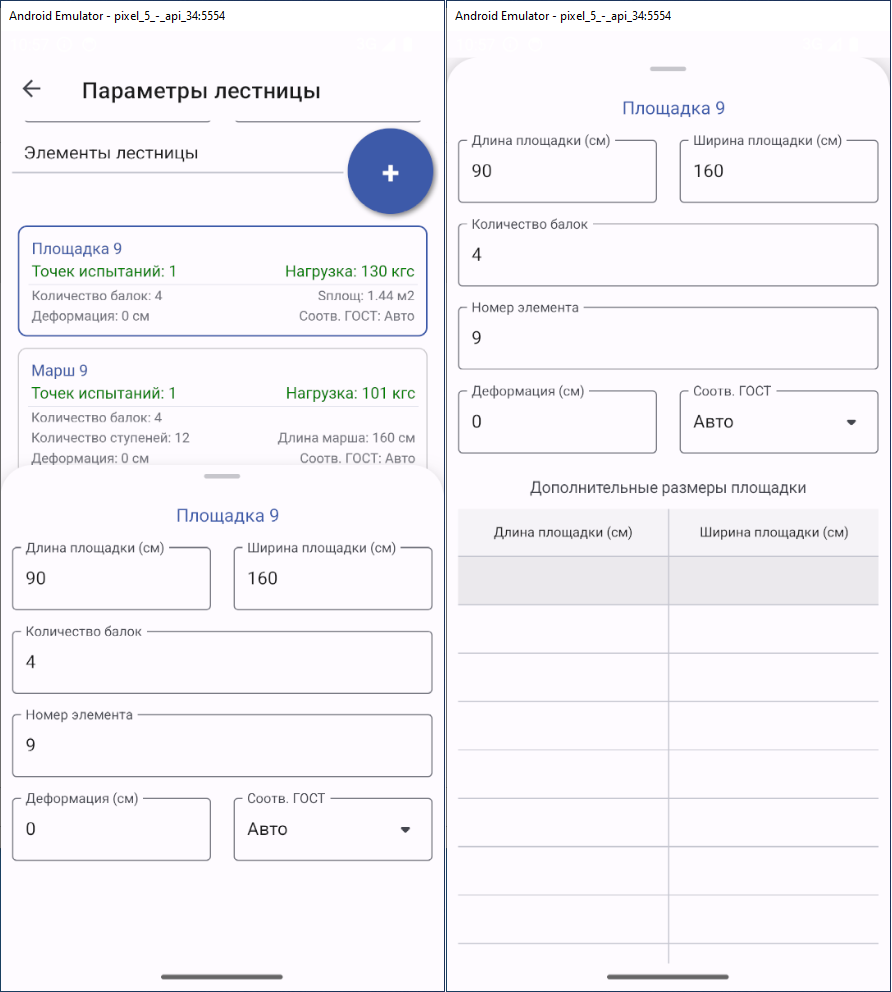 Android Emulator - pixel_5_-_api_34:5554
Параметры лестницы
Элементы лестницы
+
Площадка 9
Точек испытаний: 1 Нагрузка: 130 кгс
Количество балок: 4 Sплощ: 1.44 м2
Деформация: 0 см Соотв. ГОСТ: Авто
Марш 9
Точек испытаний: 1 Нагрузка: 101 кгс
Количество балок: 4
Количество ступеней: 12 Длина марша: 160 см
Деформация: 0 см Соотв. ГОСТ: Авто
Площадка 9
Длина площадки (см) Ширина площадки (см)
90 160
Количество балок
4
Номер элемента
9
Деформация (см) Соотв. ГОСТ
0 Авто
Android Emulator - pixel_5_-_api_34:5554
Площадка 9
Длина площадки (см) Ширина площадки (см)
90 160
Количество балок
4
Номер элемента
9
Деформация (см) Соотв. ГОСТ
0 Авто
Дополнительные размеры площадки
Длина площадки (см) Ширина площадки (см)